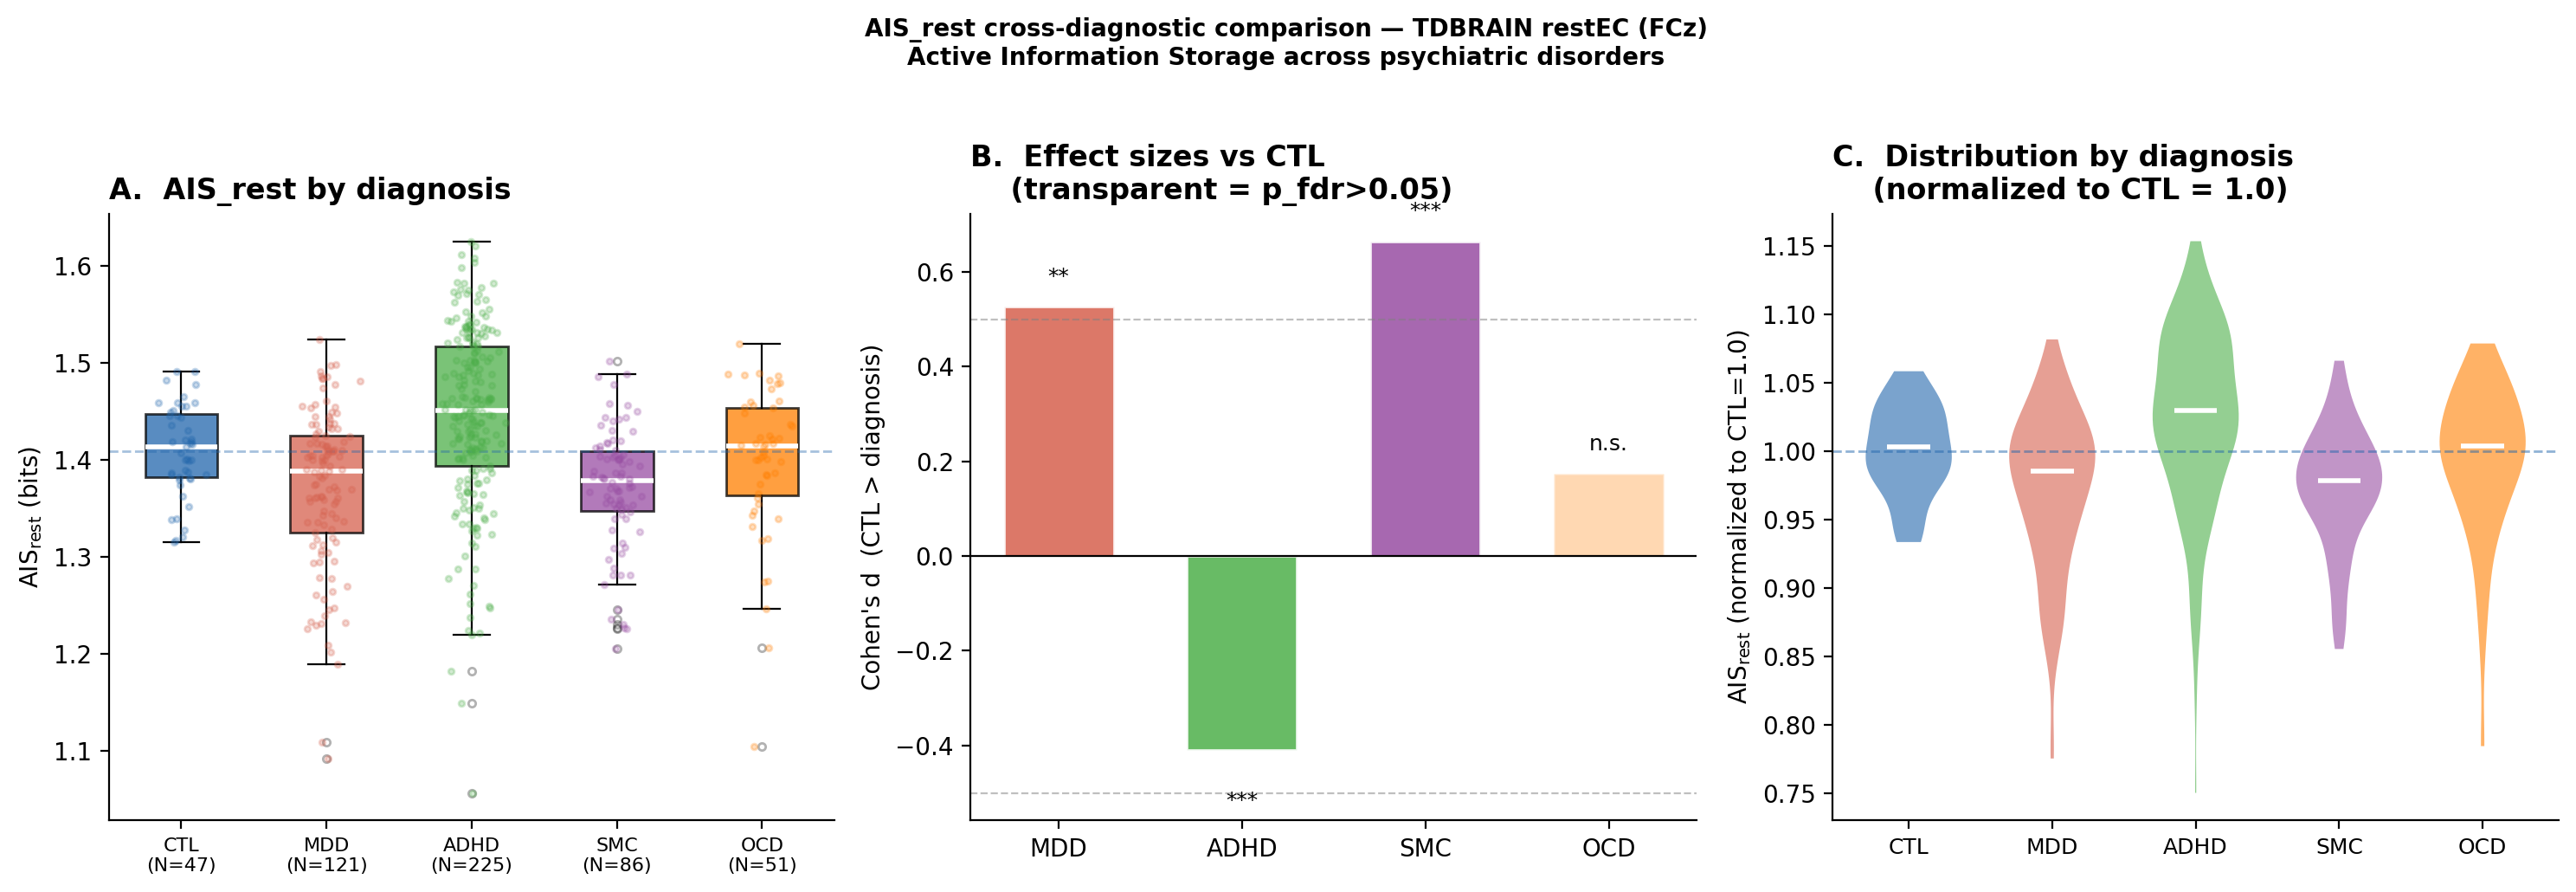 AIS_rest cross-diagnostic comparison — TDBRAIN restEC (FCz)
Active Information Storage across psychiatric disorders
A.  AIS_rest by diagnosis
AIS_rest (bits)
1.6
1.5
1.4
1.3
1.2
1.1
CTL
(N=47)
MDD
(N=121)
ADHD
(N=225)
SMC
(N=86)
OCD
(N=51)
B.  Effect sizes vs CTL
(transparent = p_fdr>0.05)
Cohen's d  (CTL > diagnosis)
0.6
0.4
0.2
0.0
−0.2
−0.4
**
***
***
n.s.
MDD
ADHD
SMC
OCD
C.  Distribution by diagnosis
(normalized to CTL = 1.0)
AIS_rest (normalized to CTL=1.0)
1.15
1.10
1.05
1.00
0.95
0.90
0.85
0.80
0.75
CTL
MDD
ADHD
SMC
OCD